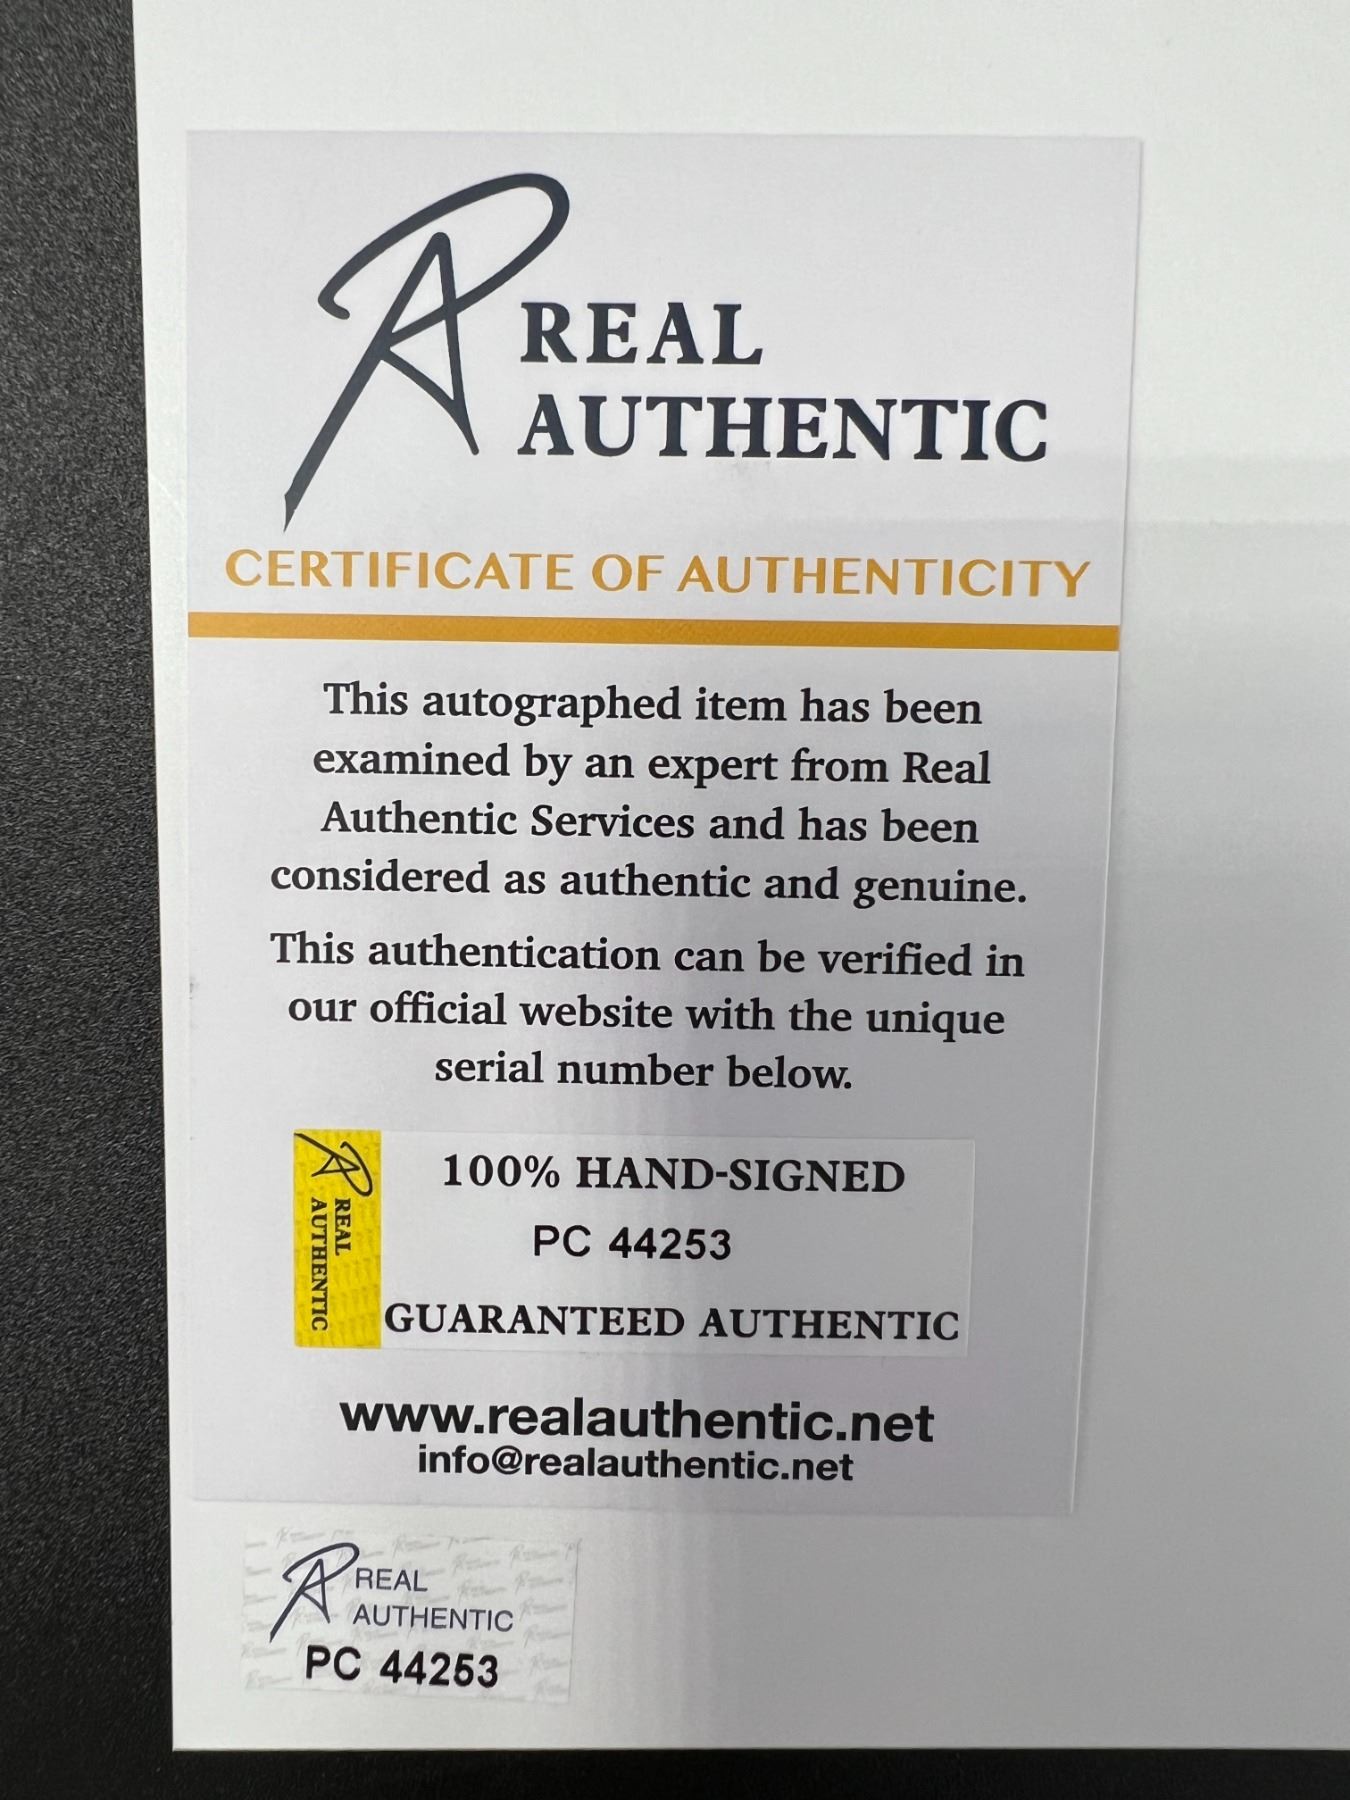 REAL
AUTHENTIC
CERTIFICATE OF AUTHENTICITY
This autographed item has been
examined by an expert from Real
Authentic Services and has been
considered as authentic and genuine.
This authentication can be verified in
our official website with the unique
serial number below.
REAL
AUTHENTIC
100% HAND-SIGNED
PC 44253
GUARANTEED AUTHENTIC
www.realauthentic.net
info@realauthentic.net
REAL
AUTHENTIC
PC 44253